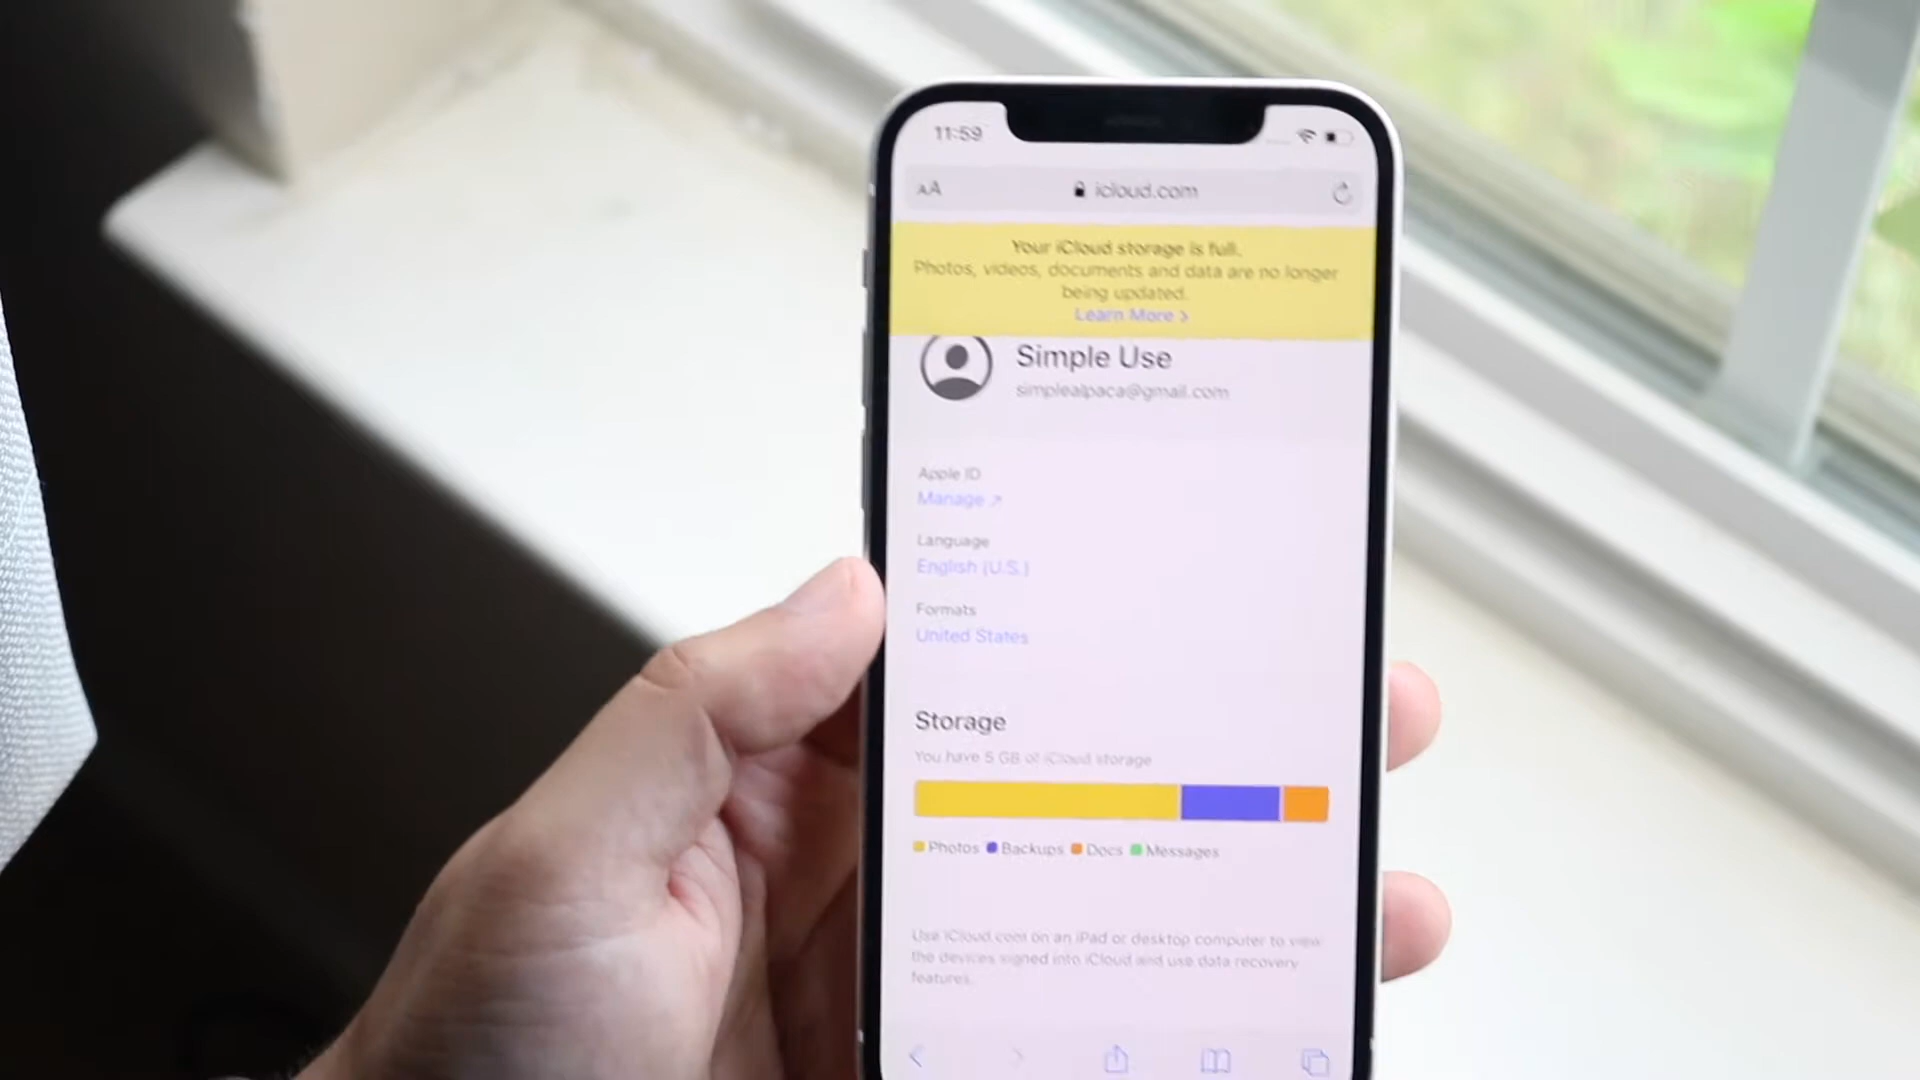 11:59
AA icloud.com
Your iCloud storage is full.
Photos, videos, documents and data are no longer
being updated.
Learn More >
Simple Use
simplealpaca@gmail.com
Apple ID
Manage ↗
Language
English (U.S.)
Formats
United States
Storage
You have 5 GB of iCloud storage
Photos Backups Docs Messages
Use iCloud.com on an iPad or desktop computer to view
the devices signed into iCloud and use data recovery
features.